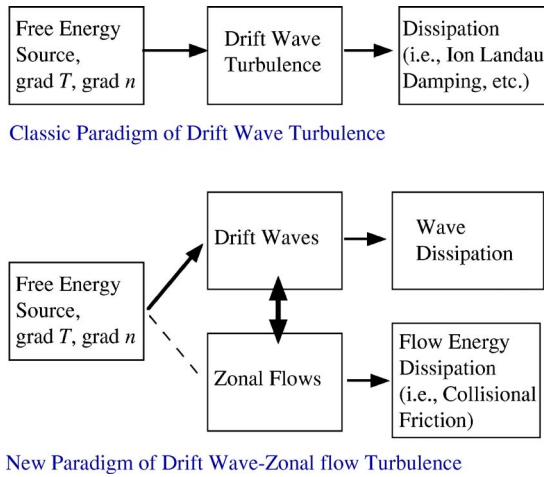 Free Energy
Source,
grad T, grad n
Drift Wave
Turbulence
Dissipation
(i.e., Ion Landau
Damping, etc.)
Classic Paradigm of Drift Wave Turbulence
Free Energy
Source,
grad T, grad n
Drift Waves
Wave
Dissipation
Zonal Flows
Flow Energy
Dissipation
(i.e., Collisional
Friction)
New Paradigm of Drift Wave-Zonal flow Turbulence